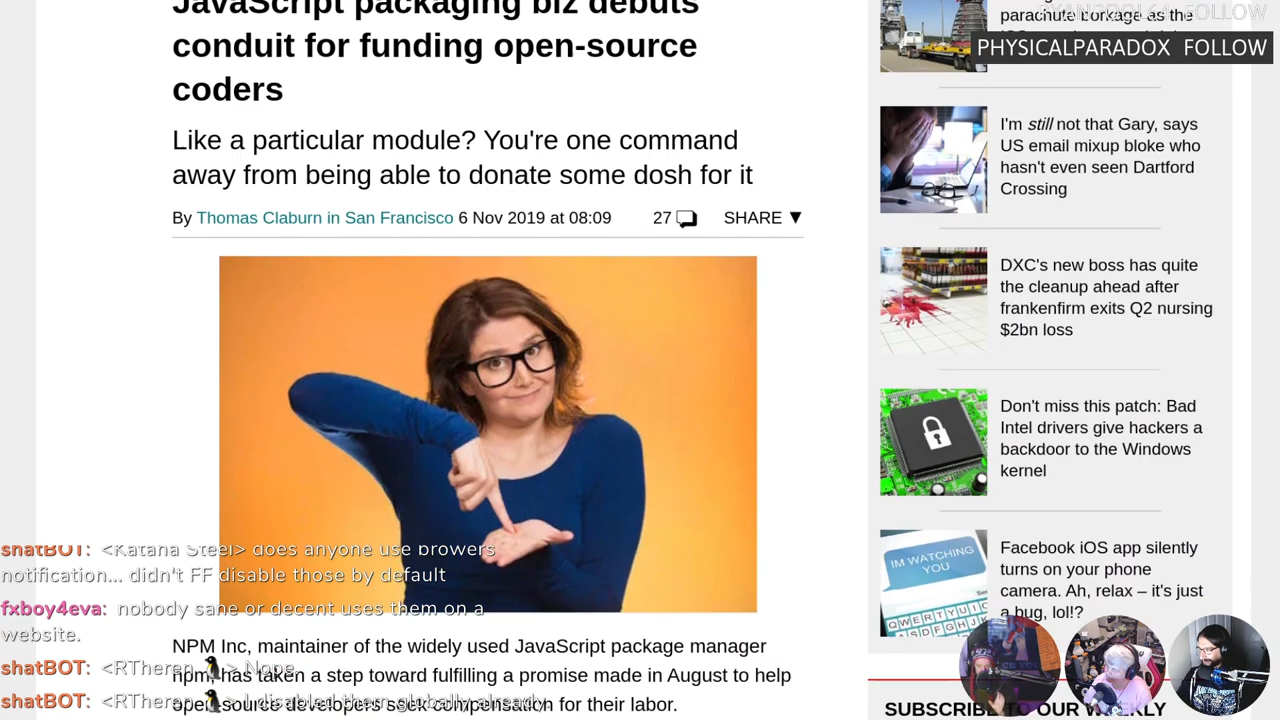 JavaScript packaging biz debuts
conduit for funding open-source
coders
Like a particular module? You're one command
away from being able to donate some dosh for it
By Thomas Claburn in San Francisco 6 Nov 2019 at 08:09 27 SHARE ▼
NPM Inc, maintainer of the widely used JavaScript package manager
npm, has taken a step toward fulfilling a promise made in August to help
open-source developers seek compensation for their labor.
shatBOT: <Katana Steel> does anyone use browers
notification... didn't FF disable those by default
fxboy4eva: nobody sane or decent uses them on a
website.
shatBOT: <RTheren 🐧> Nope
shatBOT: <RTheren 🐧> I disabled them globally already.
FOLLOW
parachute borkage as the
PHYSICALPARADOX FOLLOW
I'm still not that Gary, says
US email mixup bloke who
hasn't even seen Dartford
Crossing
DXC's new boss has quite
the cleanup ahead after
frankenfirm exits Q2 nursing
$2bn loss
Don't miss this patch: Bad
Intel drivers give hackers a
backdoor to the Windows
kernel
IM WATCHING
YOU
QWERTYUI
ASDFGHJ
Facebook iOS app silently
turns on your phone
camera. Ah, relax – it's just
a bug, lol!?
SUBSCRIBE TO OUR WEEKLY